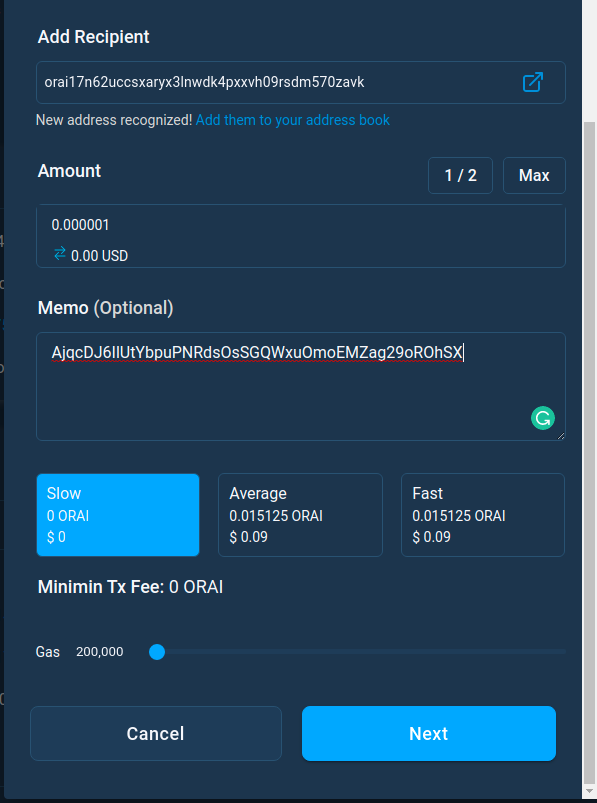 Add Recipient
orai17n62uccsxaryx3lnwdk4pxxvh09rsdm570zavk
New address recognized! Add them to your address book
Amount
1 / 2
Max
0.000001
0.00 USD
Memo (Optional)
AjqcDJ6IlUtYbpuPNRdsOsSGQWxuOmoEMZag29oROhSX
Slow
0 ORAI
$ 0
Average
0.015125 ORAI
$ 0.09
Fast
0.015125 ORAI
$ 0.09
Minimin Tx Fee: 0 ORAI
Gas 200,000
Cancel
Next